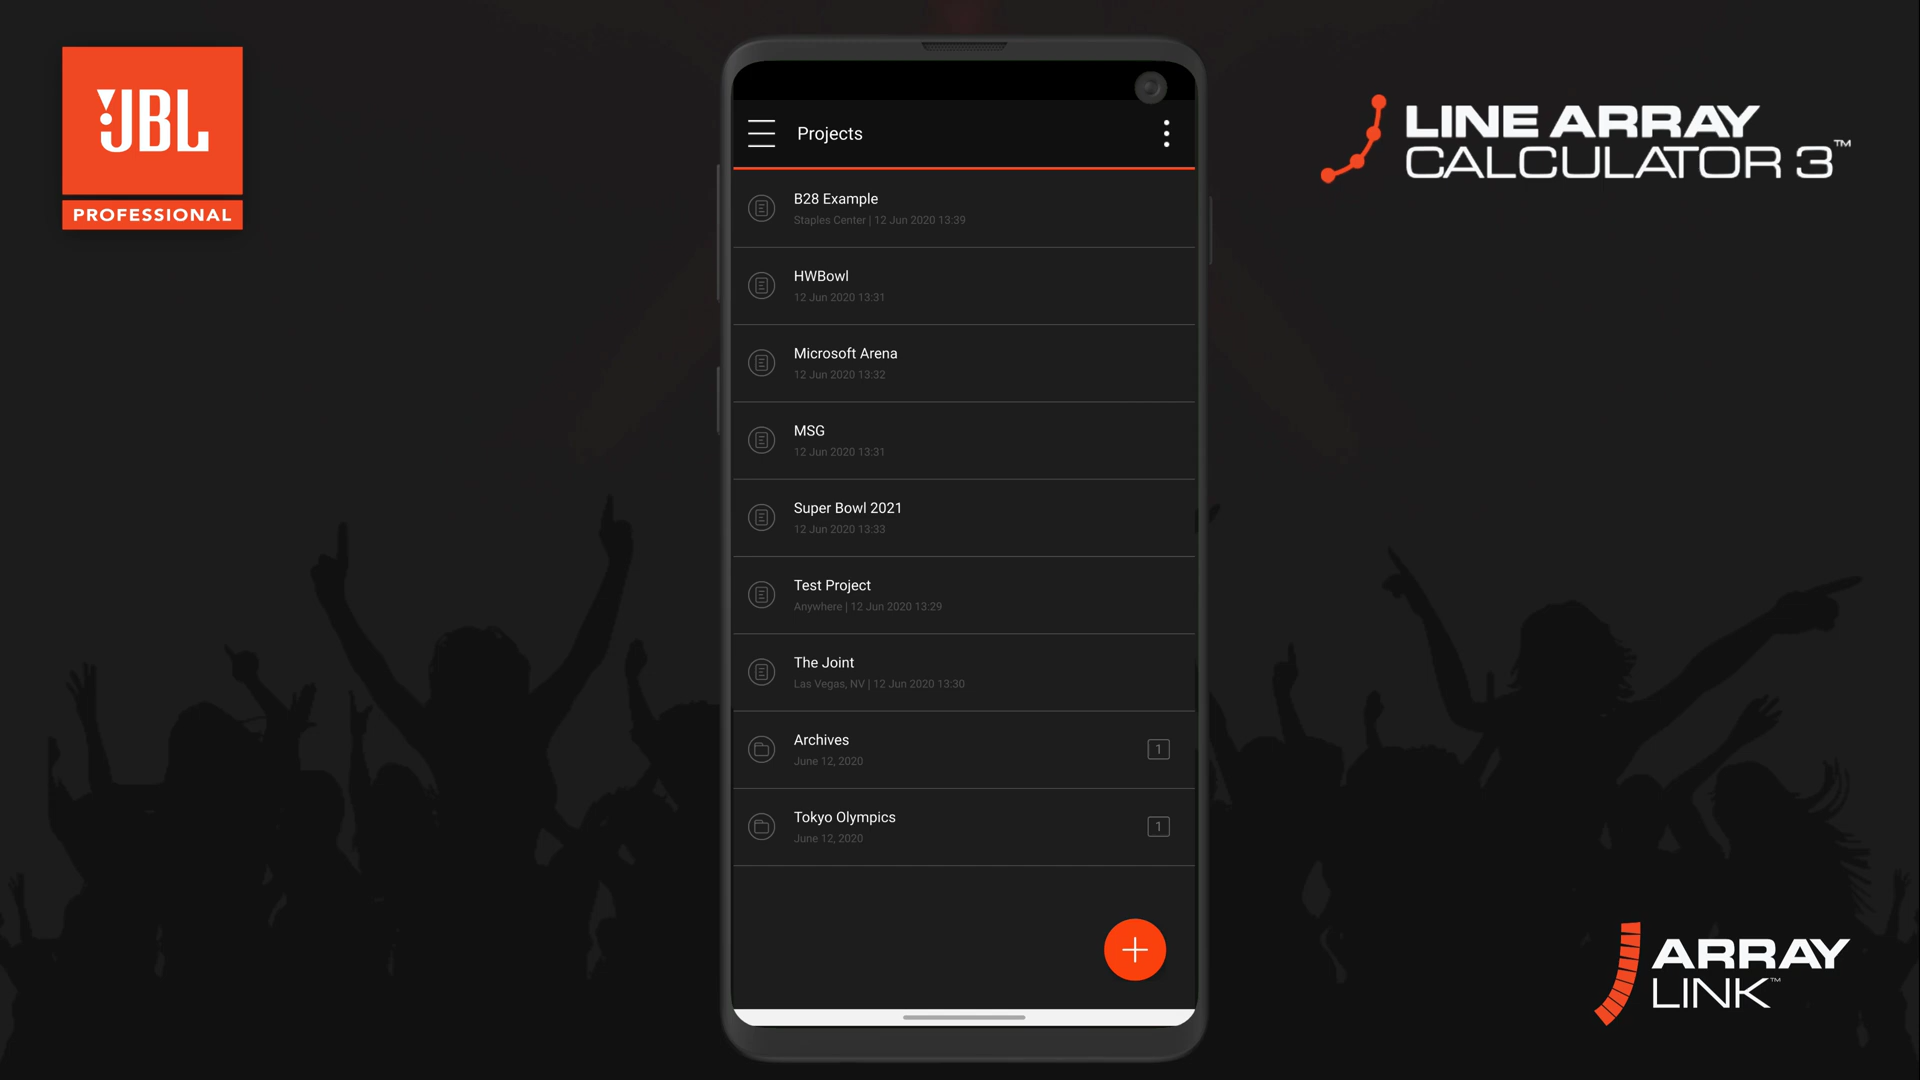 JBL
PROFESSIONAL
LINE ARRAY
CALCULATOR 3™
Projects
B28 Example
Staples Center | 12 Jun 2020 13:39
HWBowl
12 Jun 2020 13:31
Microsoft Arena
12 Jun 2020 13:32
MSG
12 Jun 2020 13:31
Super Bowl 2021
12 Jun 2020 13:33
Test Project
Anywhere | 12 Jun 2020 13:29
The Joint
Las Vegas, NV | 12 Jun 2020 13:30
Archives
June 12, 2020
1
Tokyo Olympics
June 12, 2020
1
ARRAY
LINK™